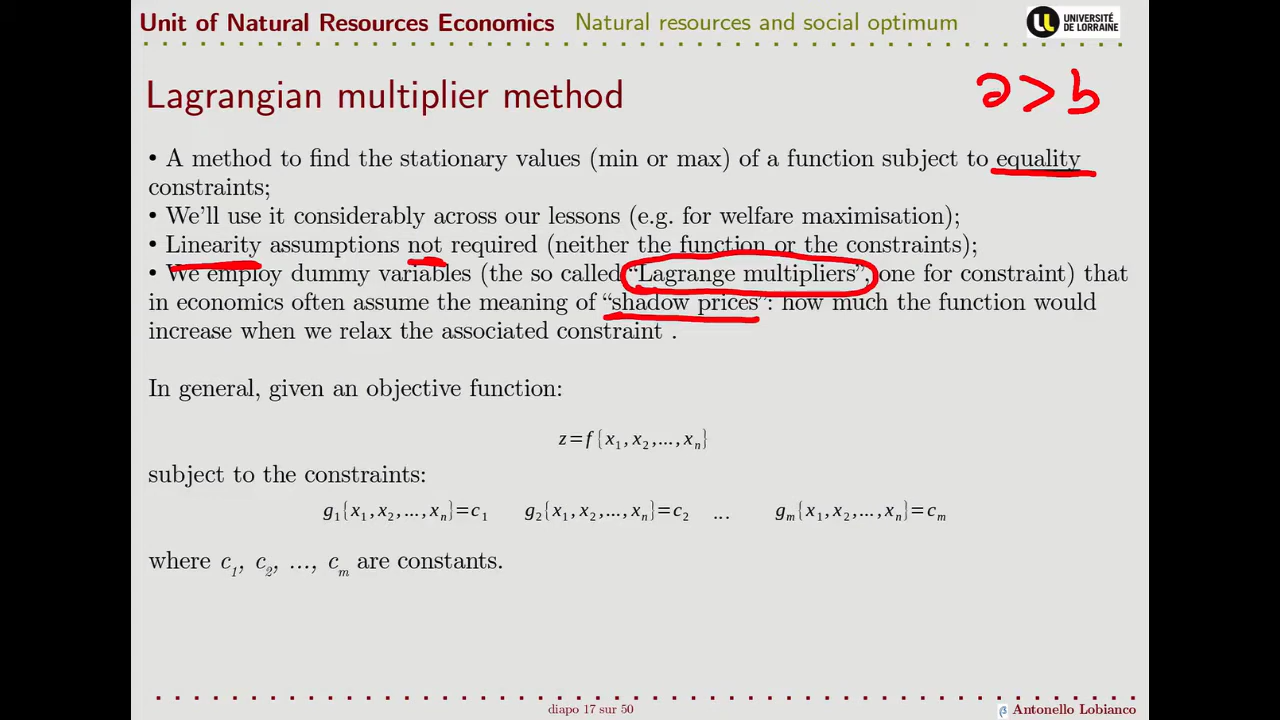 Unit of Natural Resources Economics Natural resources and social optimum
UNIVERSITÉ
DE LORRAINE
Lagrangian multiplier method
a > b
• A method to find the stationary values (min or max) of a function subject to equality
constraints;
• We'll use it considerably across our lessons (e.g. for welfare maximisation);
• Linearity assumptions not required (neither the function or the constraints);
• We employ dummy variables (the so called “Lagrange multipliers”, one for constraint) that
in economics often assume the meaning of “shadow prices”: how much the function would
increase when we relax the associated constraint .
In general, given an objective function:
z=f{x₁,x₂,...,xₙ}
subject to the constraints:
g₁{x₁,x₂,...,xₙ}=c₁ g₂{x₁,x₂,...,xₙ}=c₂ ... gₘ{x₁,x₂,...,xₙ}=cₘ
where c₁, c₂, ..., cₘ are constants.
diapo 17 sur 50
β Antonello Lobianco